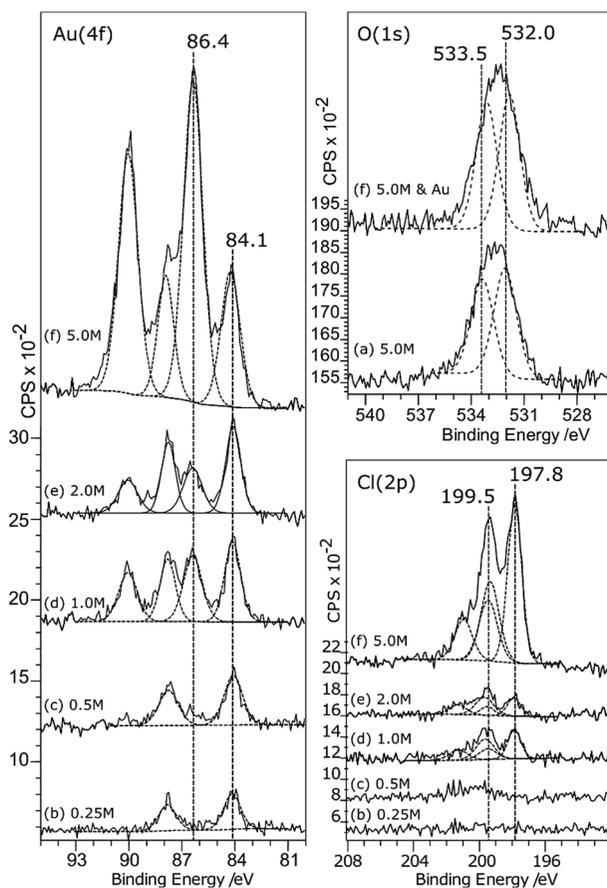 Au(4f)
86.4
84.1
(f) 5.0M
(e) 2.0M
(d) 1.0M
(c) 0.5M
(b) 0.25M
CPS x 10⁻²
30
25
20
15
10
95 90 86 84 80
Binding Energy /eV
O(1s)
533.5
532.0
(f) 5.0M & Au
(a) 5.0M
CPS x 10⁻²
195
190
185
180
175
170
165
160
155
540 537 534 531 528
Binding Energy /eV
Cl(2p)
199.5
197.8
(f) 5.0M
(e) 2.0M
(d) 1.0M
(c) 0.5M
(b) 0.25M
CPS x 10⁻²
22
20
18
16
14
12
10
8
6
208 204 200 196
Binding Energy /eV